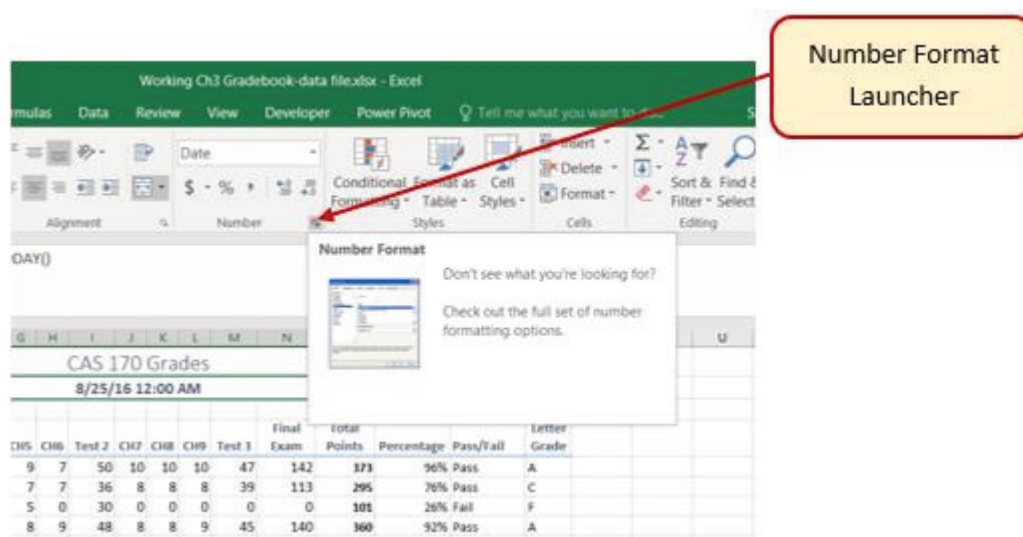 Number Format
Launcher
Working Ch3 Gradebook-data file.xlsx - Excel
mulas Data Review View Developer Power Pivot Tell me what you want to
Date
Insert
$ % ,
Delete
Conditional Format as Cell
Formatting Table Styles
Format
Sort & Find &
Filter Select
Alignment Number Styles Cells Editing
DAY()
Number Format
Don't see what you're looking for?
Check out the full set of number
formatting options.
G H I J K L M N U
CAS 170 Grades
8/25/16 12:00 AM
Final Total Letter
CH5 CH6 Test 2 CH7 CH8 CH9 Test 3 Exam Points Percentage Pass/Fail Grade
9 7 50 10 10 10 47 142 373 96% Pass A
7 7 36 8 8 8 39 113 295 76% Pass C
5 0 30 0 0 0 0 0 101 26% Fail F
8 9 48 8 8 9 45 140 360 92% Pass A